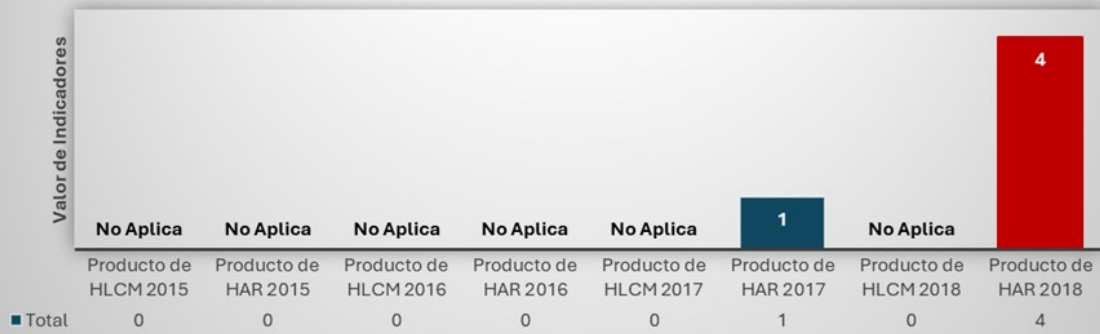 Valor de Indicadores
4
1
No Aplica No Aplica No Aplica No Aplica No Aplica No Aplica
Producto de Producto de Producto de Producto de Producto de Producto de Producto de Producto de
HLCM 2015 HAR 2015 HLCM 2016 HAR 2016 HLCM 2017 HAR 2017 HLCM 2018 HAR 2018
Total 0 0 0 0 0 1 0 4